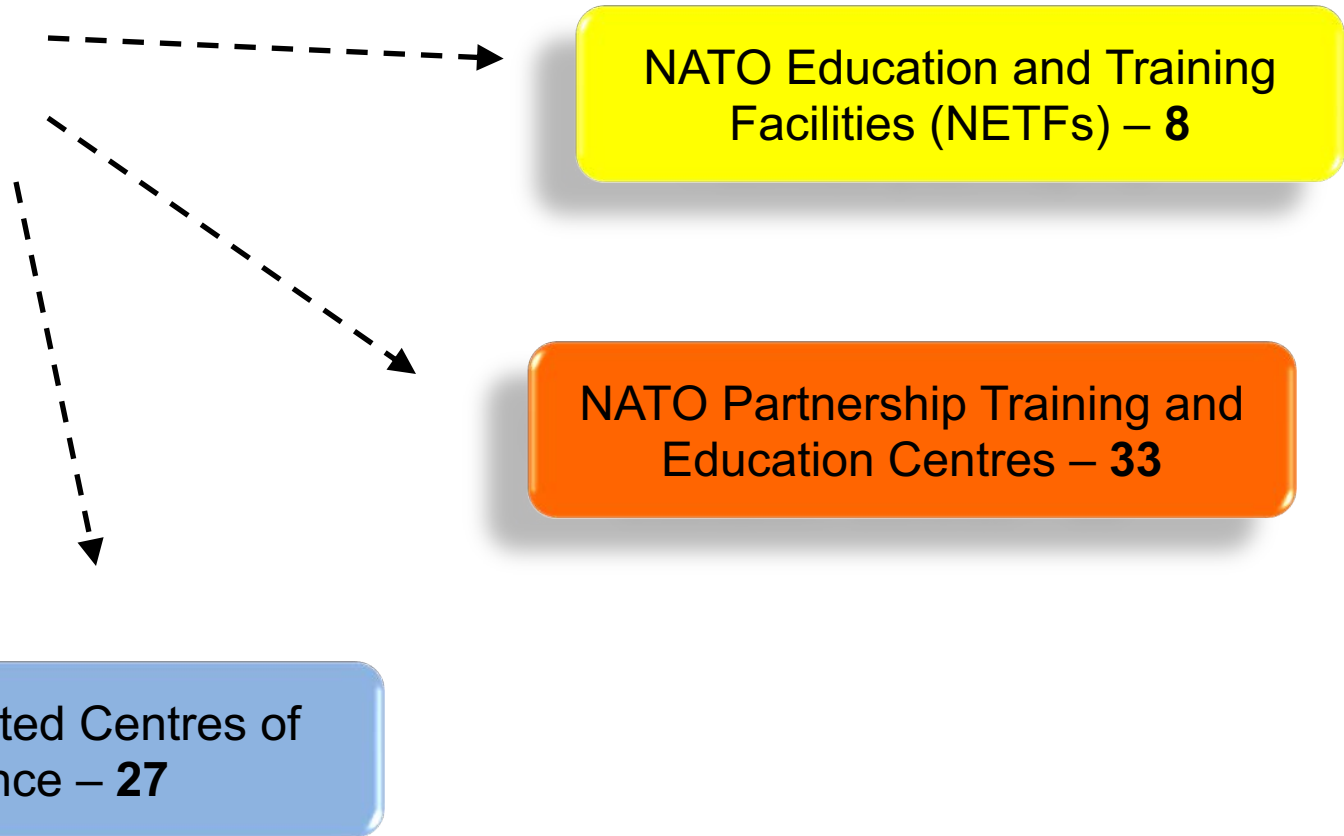 NATO Education and Training
Facilities (NETFs) – 8
NATO Partnership Training and
Education Centres – 33
Centres of
– 27